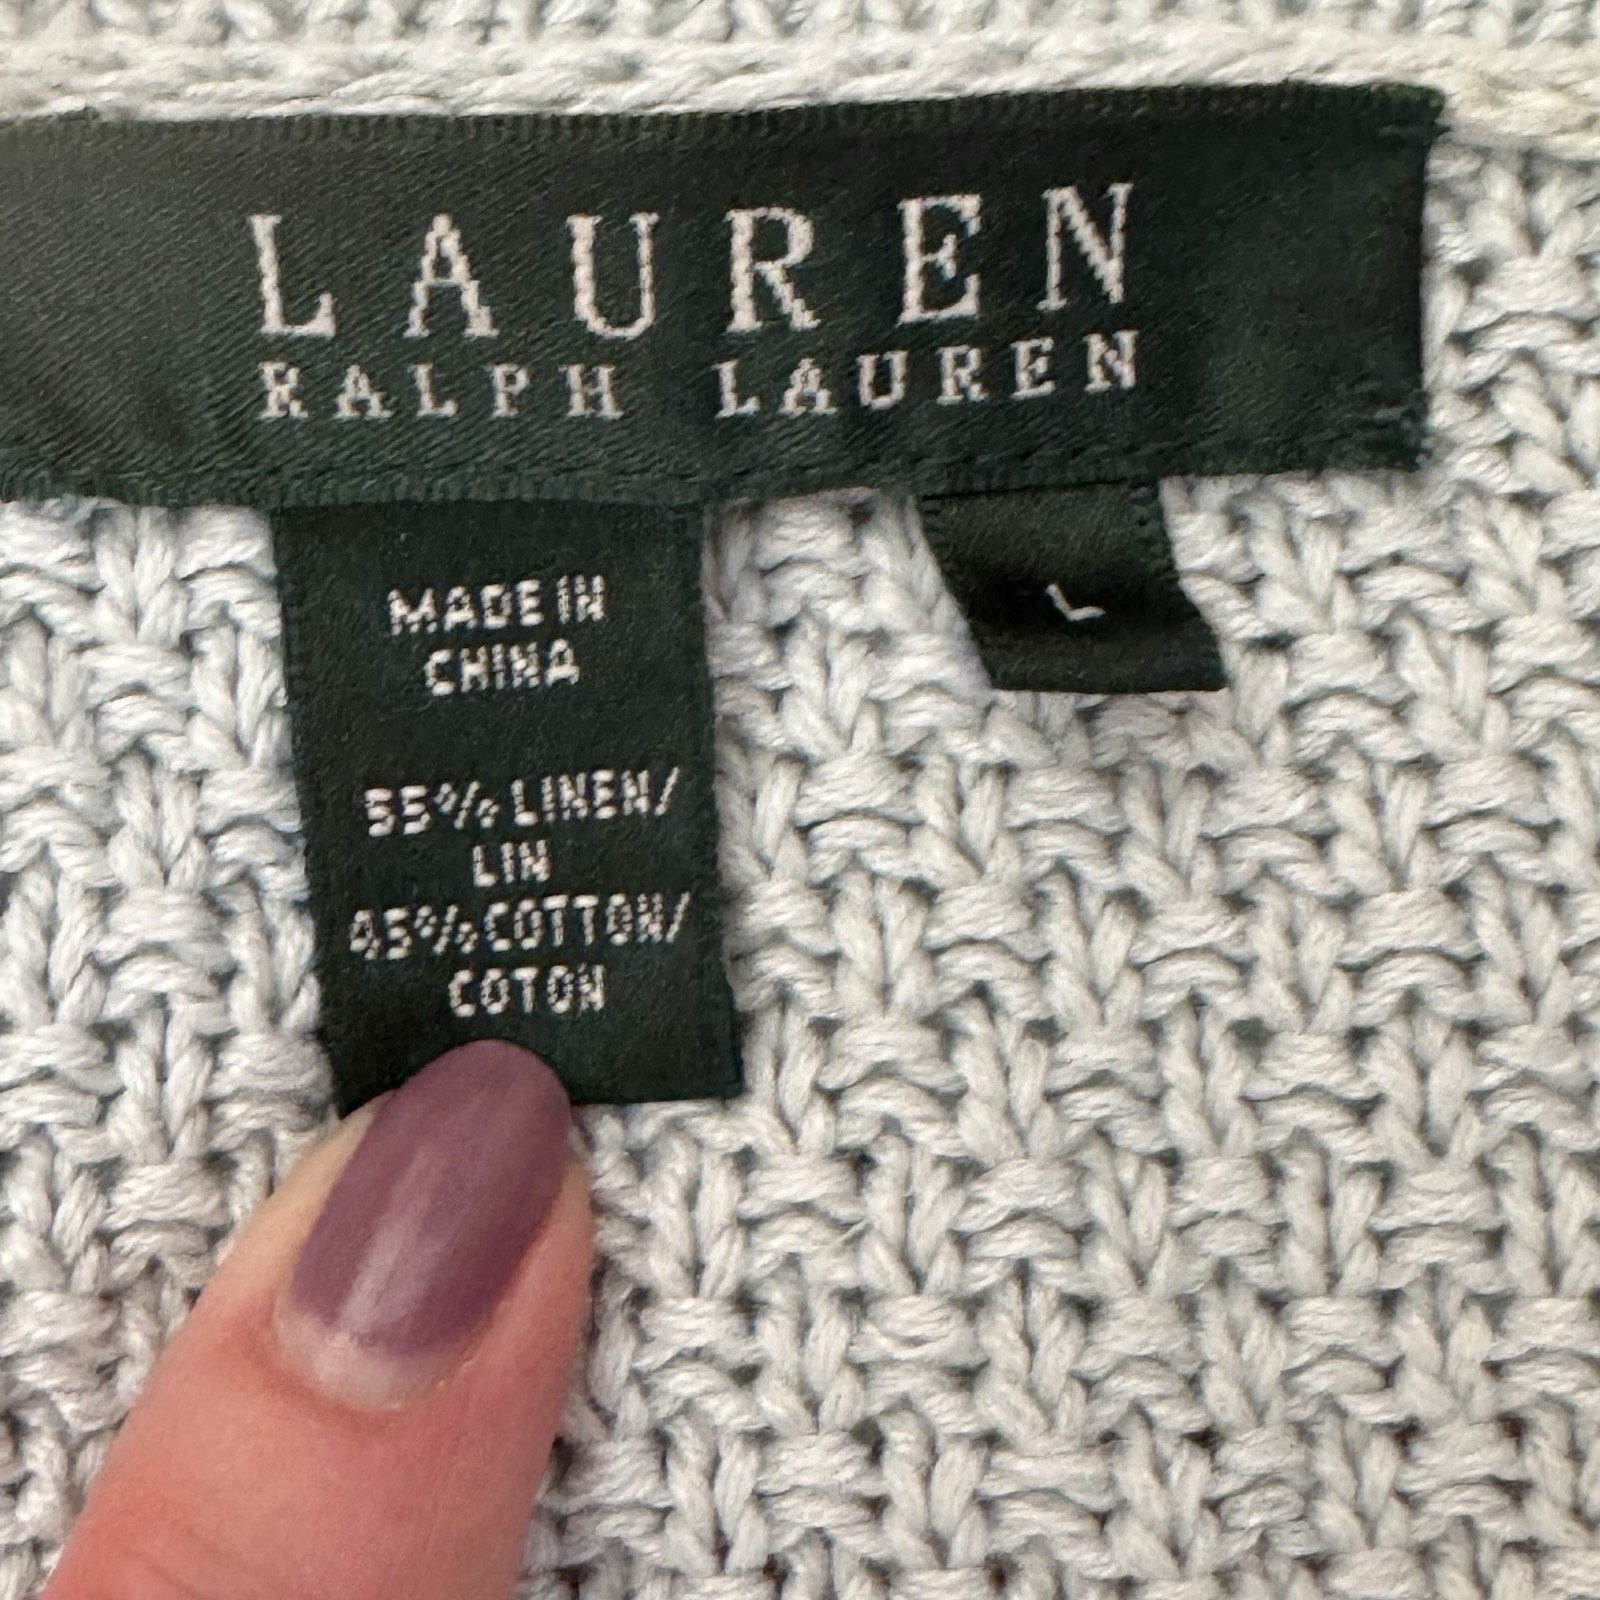 LAUREN
RALPH LAUREN
L
MADE IN
CHINA
55% LINEN/
LIN
45% COTTON/
COTON